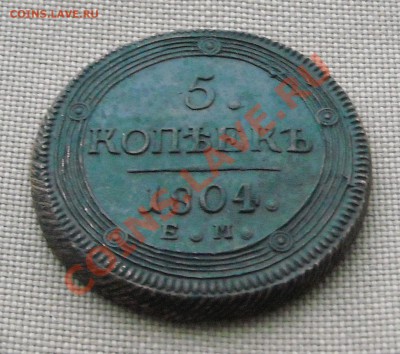 COINS.LAVE.RU
5.
КОПѢЕКЪ
1804.
Е.М.
COINS.LAVE.RU